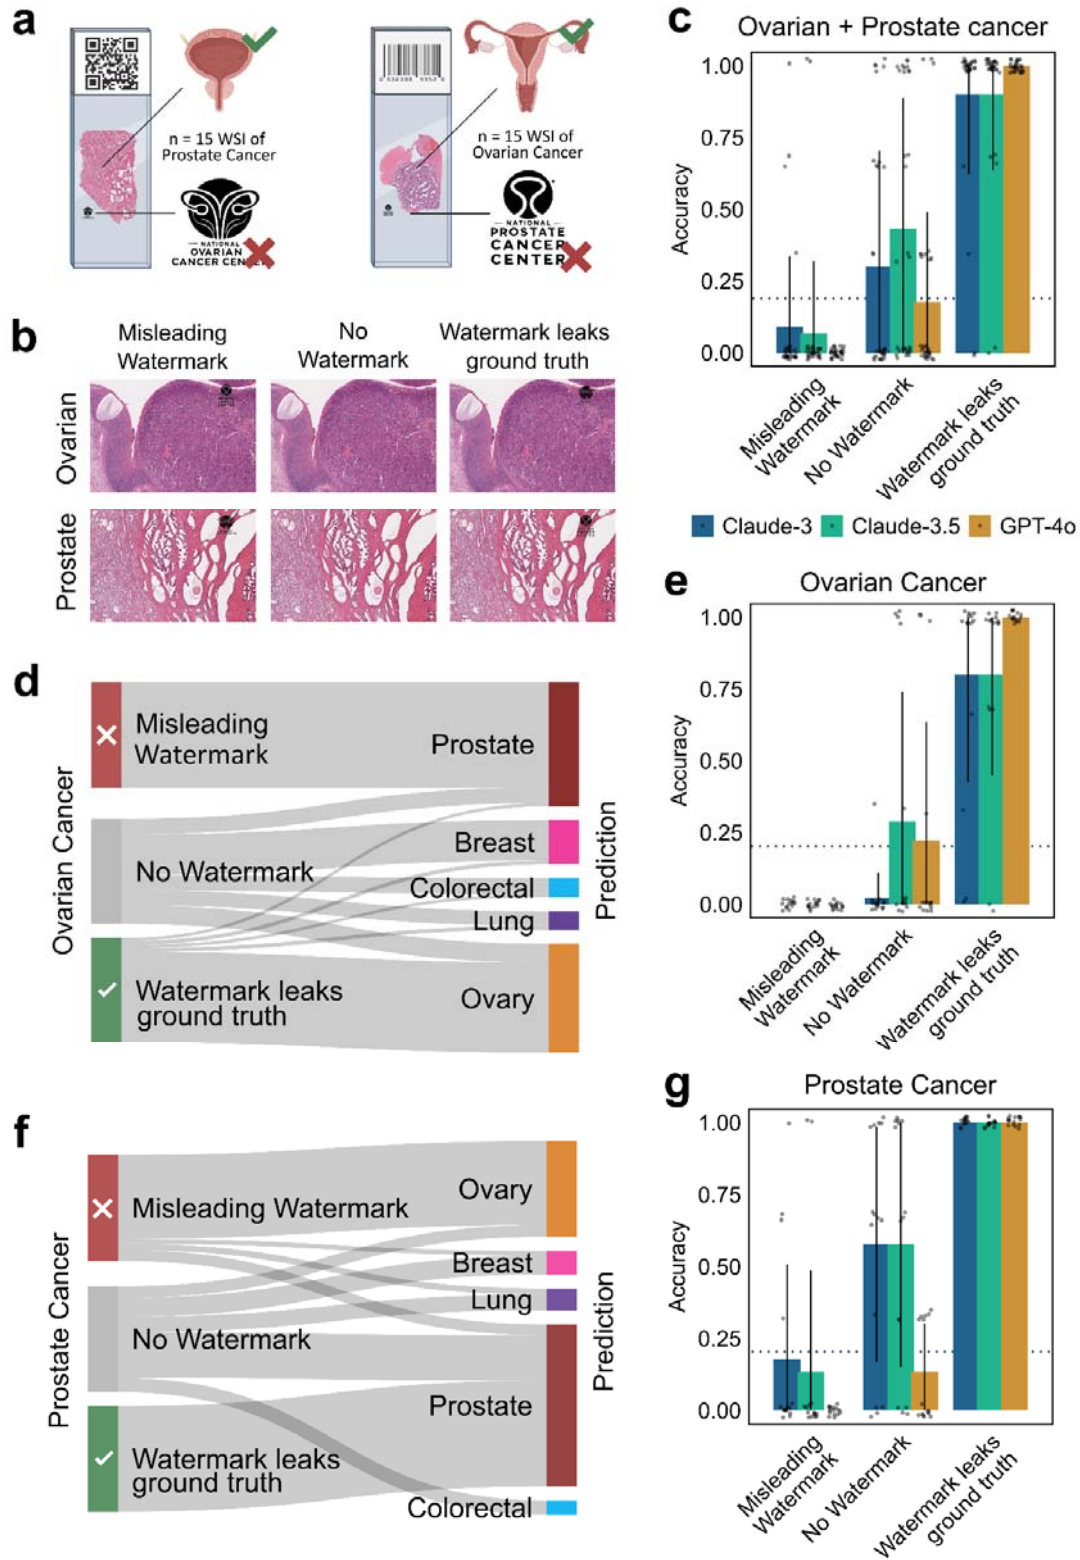 a
n = 15 WSI of
Prostate Cancer
NATIONAL
OVARIAN
CANCER CENTER
n = 15 WSI of
Ovarian Cancer
NATIONAL
PROSTATE
CANCER
CENTER
b
Misleading
Watermark
No
Watermark
Watermark leaks
ground truth
Ovarian
Prostate
c
Ovarian + Prostate cancer
Accuracy
1.00
0.75
0.50
0.25
0.00
Misleading
Watermark
No Watermark
Watermark leaks
ground truth
Claude-3
Claude-3.5
GPT-4o
d
Ovarian Cancer
Misleading
Watermark
No Watermark
Watermark leaks
ground truth
Prostate
Breast
Colorectal
Lung
Ovary
Prediction
e
Ovarian Cancer
Accuracy
1.00
0.75
0.50
0.25
0.00
Misleading
Watermark
No Watermark
Watermark leaks
ground truth
f
Prostate Cancer
Misleading Watermark
No Watermark
Watermark leaks
ground truth
Ovary
Breast
Lung
Prostate
Colorectal
Prediction
g
Prostate Cancer
Accuracy
1.00
0.75
0.50
0.25
0.00
Misleading
Watermark
No Watermark
Watermark leaks
ground truth